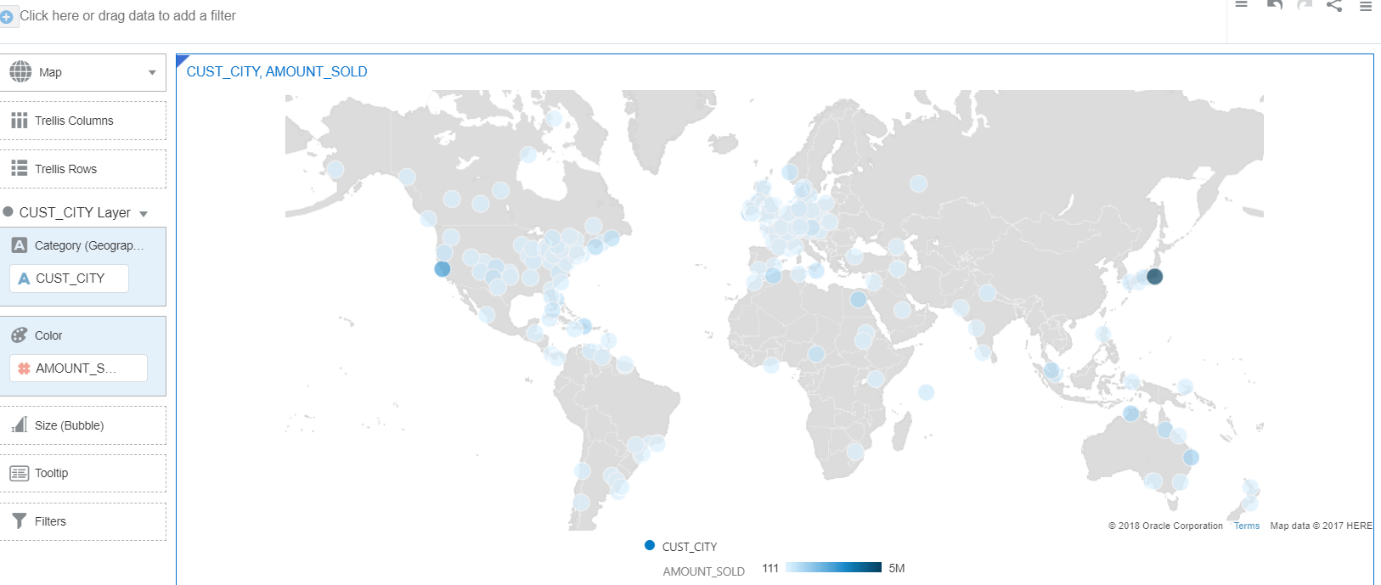 Click here or drag data to add a filter
Map
CUST_CITY, AMOUNT_SOLD
Trellis Columns
Trellis Rows
CUST_CITY Layer
A Category (Geograp...
A CUST_CITY
Color
AMOUNT_S...
Size (Bubble)
Tooltip
Filters
© 2018 Oracle Corporation Terms Map data © 2017 HERE
CUST_CITY
AMOUNT_SOLD 111 5M